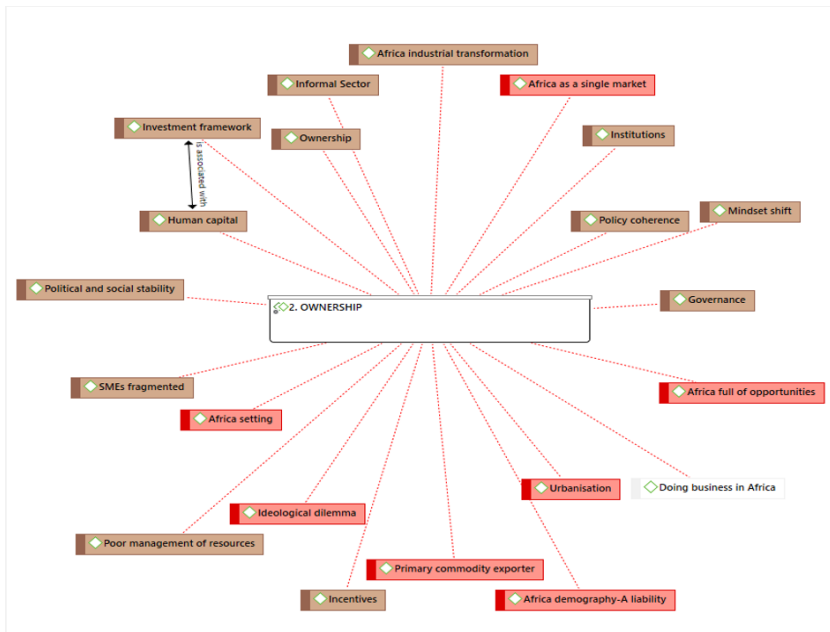 Africa industrial transformation
Informal Sector
Africa as a single market
Investment framework
Ownership
Institutions
is associated with
Human capital
Policy coherence
Mindset shift
Political and social stability
Governance
2. OWNERSHIP
SMEs fragmented
Africa full of opportunities
Africa setting
Urbanisation
Doing business in Africa
Ideological dilemma
Poor management of resources
Primary commodity exporter
Incentives
Africa demography-A liability